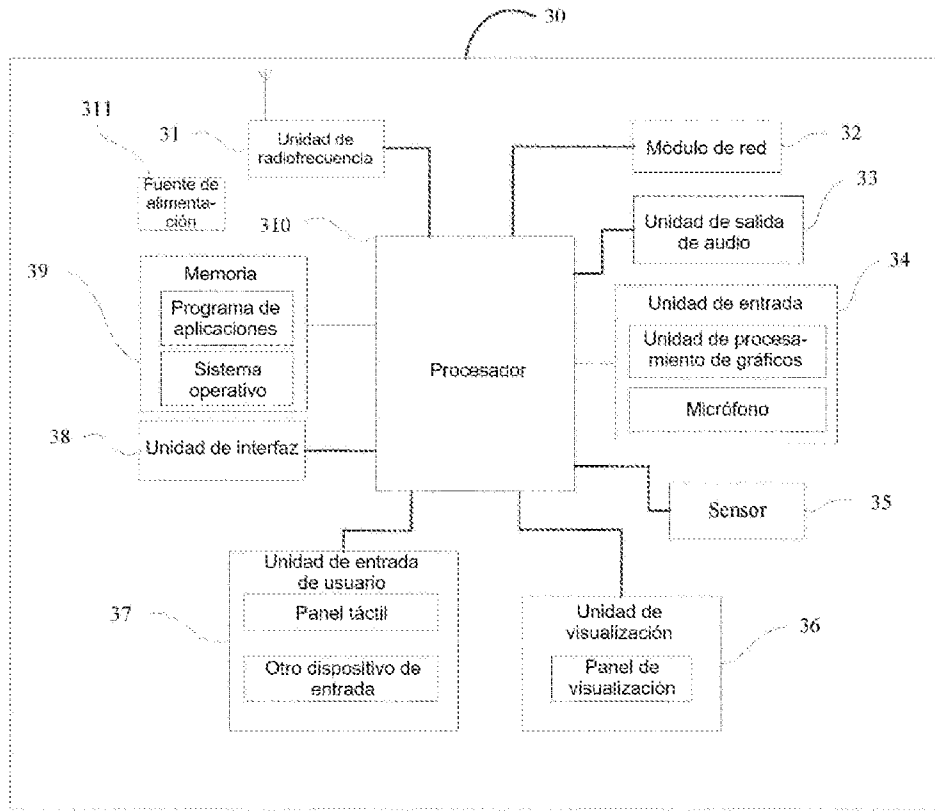 30
311
31
Unidad de
radiofrecuencia
Módulo de red
32
Fuente de
alimenta-
ción
33
Unidad de salida
de audio
310
39
Memoria
Programa de
aplicaciones
Sistema
operativo
Procesador
34
Unidad de entrada
Unidad de procesa-
miento de gráficos
Micrófono
38
Unidad de interfaz
Sensor
35
37
Unidad de entrada
de usuario
Panel táctil
Otro dispositivo de
entrada
Unidad de
visualización
Panel de
visualización
36